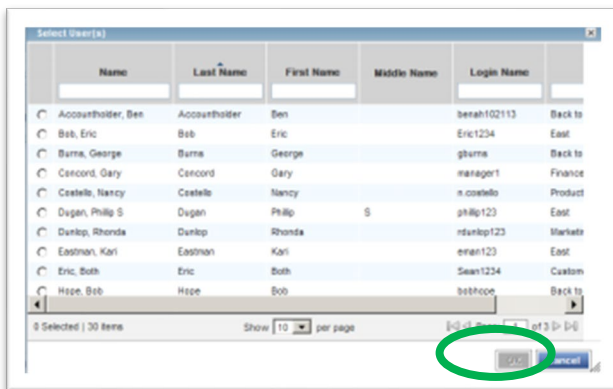 Select User(s)
Name Last Name First Name Middle Name Login Name
Accountholder, Ben Accountholder Ben benah102113 Back to
Bob, Eric Bob Eric Eric1234 East
Burns, George Burns George gburns Back to
Concord, Gary Concord Gary manager1 Finance
Costello, Nancy Costello Nancy n.costello Product
Dugan, Phillip S Dugan Phillip S phillip123 East
Dunlop, Rhonda Dunlop Rhonda rdunlop123 Marketin
Eastman, Kari Eastman Kari eman123 East
Eric, Both Eric Both Sean1234 Custom
Hope, Bob Hope Bob bobhope Back to
0 Selected | 30 items Show 10 per page Page 1 of 3
OK Cancel